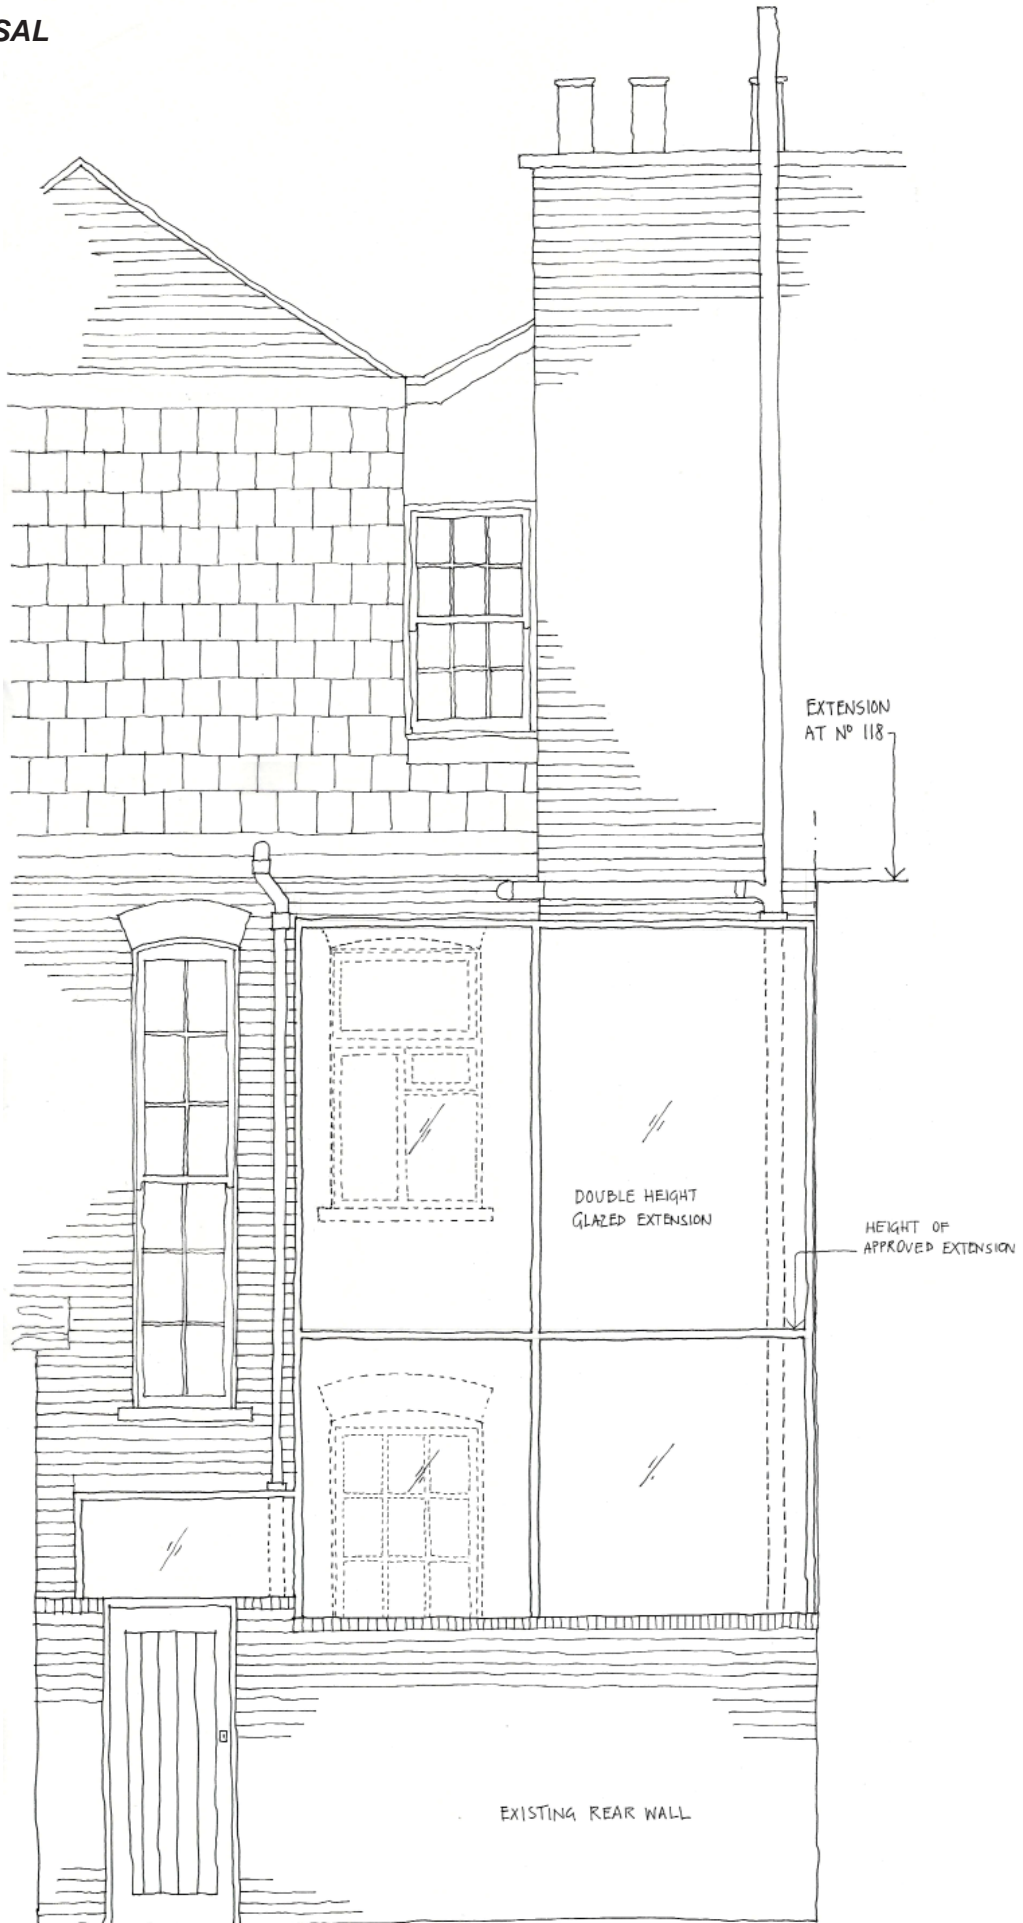 SAL
EXTENSION
AT Nº 118
DOUBLE HEIGHT
GLAZED EXTENSION
HEIGHT OF
APPROVED EXTENSION
EXISTING REAR WALL